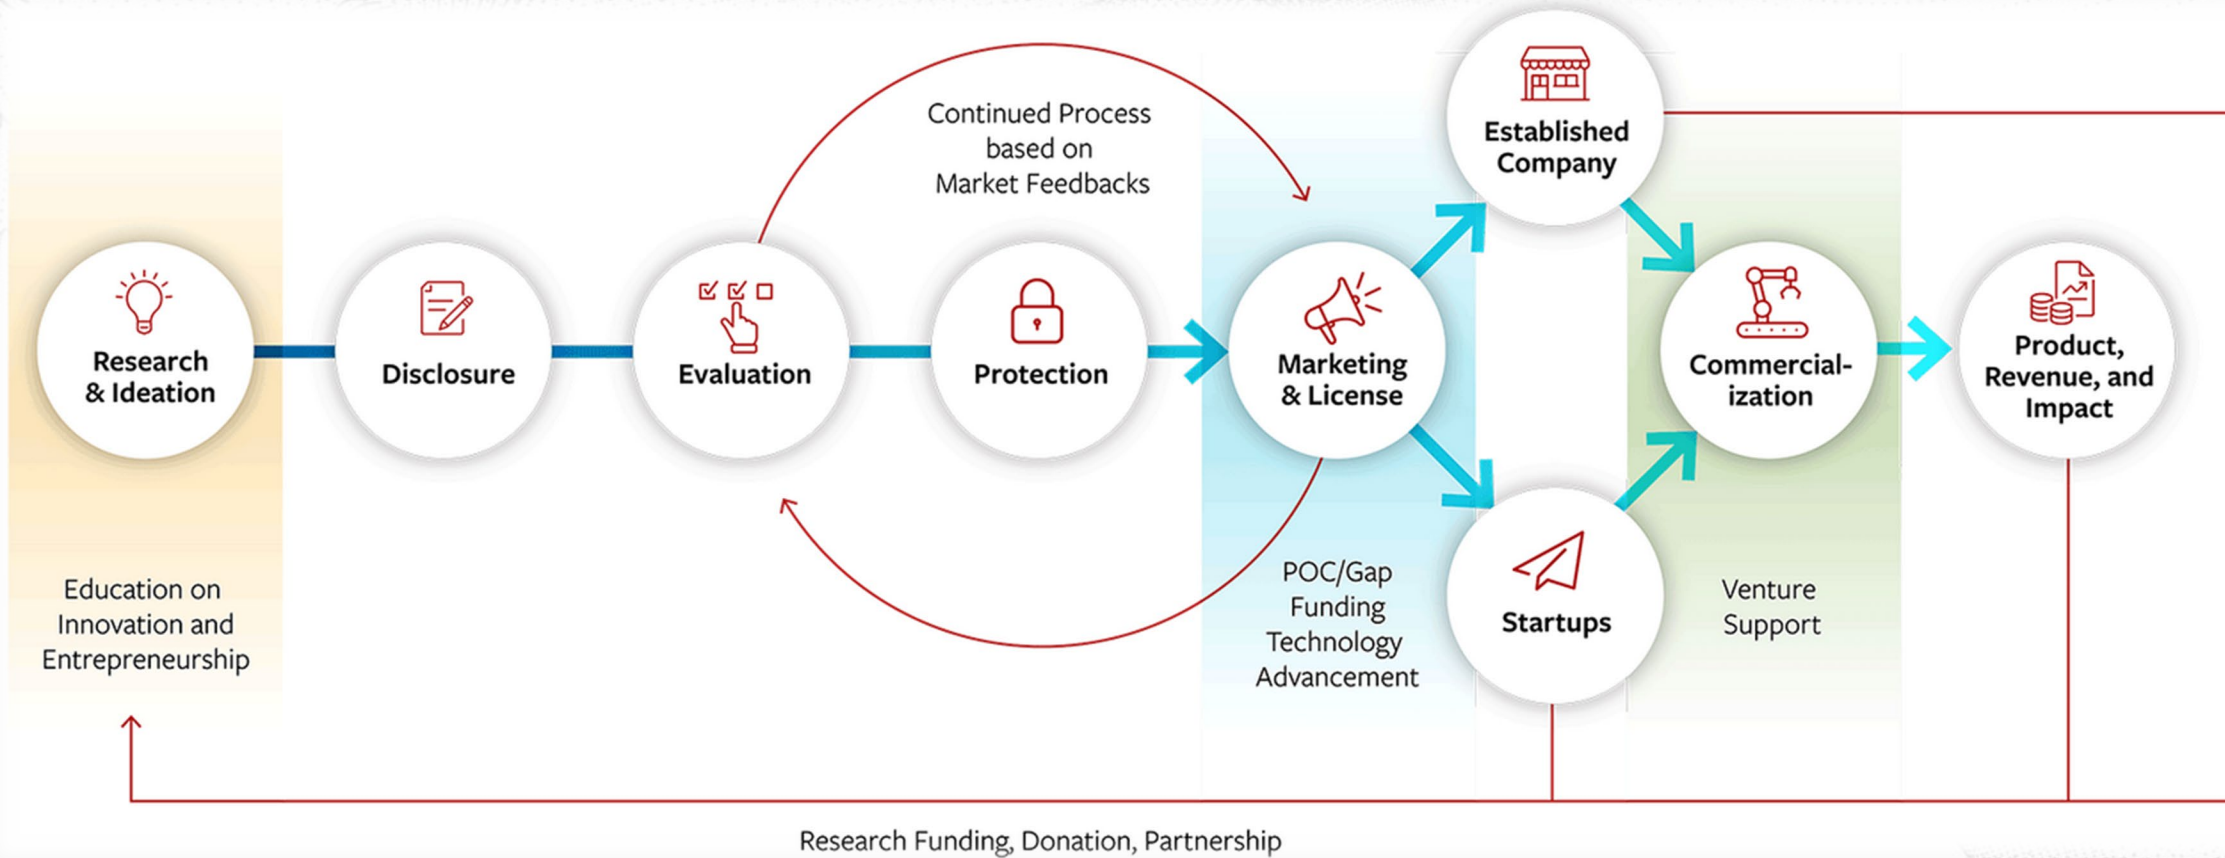 Research
& Ideation
Education on
Innovation and
Entrepreneurship
Disclosure
Evaluation
Continued Process
based on
Market Feedbacks
Protection
Marketing
& License
POC/Gap
Funding
Technology
Advancement
Established
Company
Startups
Commercial-
ization
Venture
Support
Product,
Revenue, and
Impact
Research Funding, Donation, Partnership